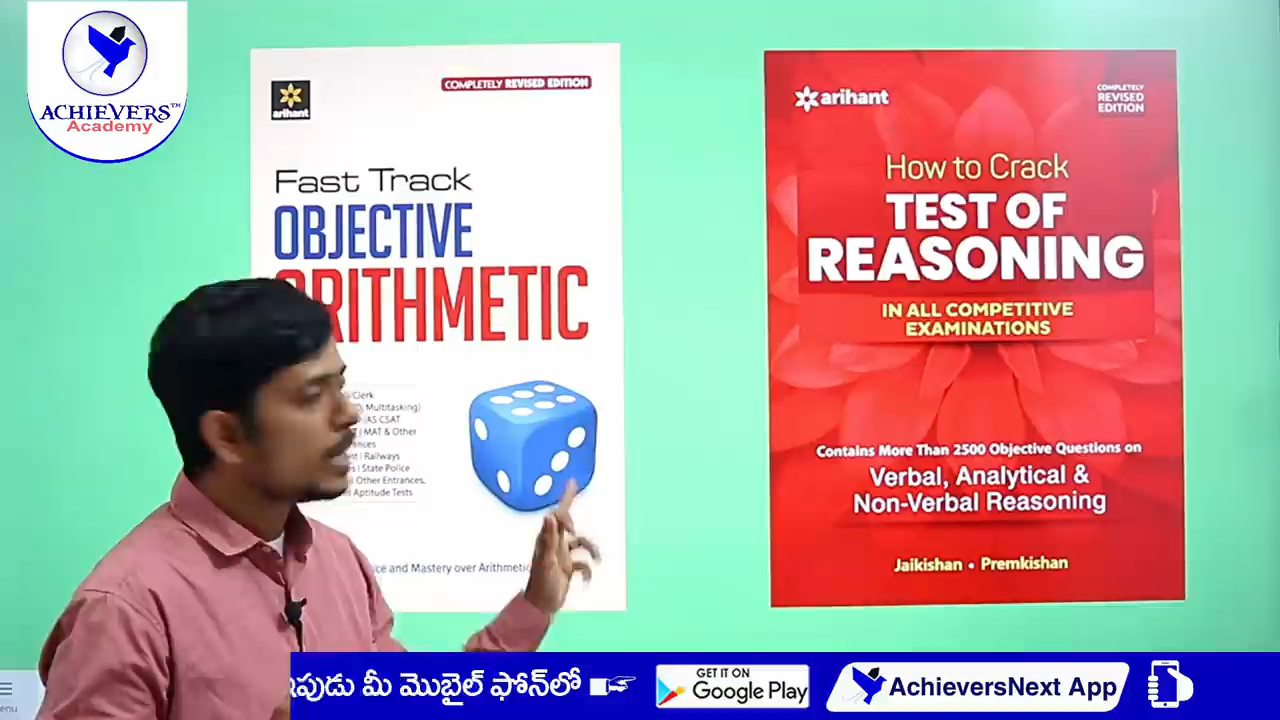 ACHIEVERS™
Academy
arihant
COMPLETELY REVISED EDITION
Fast Track
OBJECTIVE
ARITHMETIC
Clerk
Multitasking)
IAS CSAT
MAT & Other
Railways
State Police
Other Entrances,
Aptitude Tests
and Mastery over Arithmetic
arihant
COMPLETELY
REVISED
EDITION
How to Crack
TEST OF
REASONING
IN ALL COMPETITIVE
EXAMINATIONS
Contains More Than 2500 Objective Questions on
Verbal, Analytical &
Non-Verbal Reasoning
Jaikishan • Premkishan
మీ మొబైల్ ఫోన్‌లో
GET IT ON
Google Play
AchieversNext App